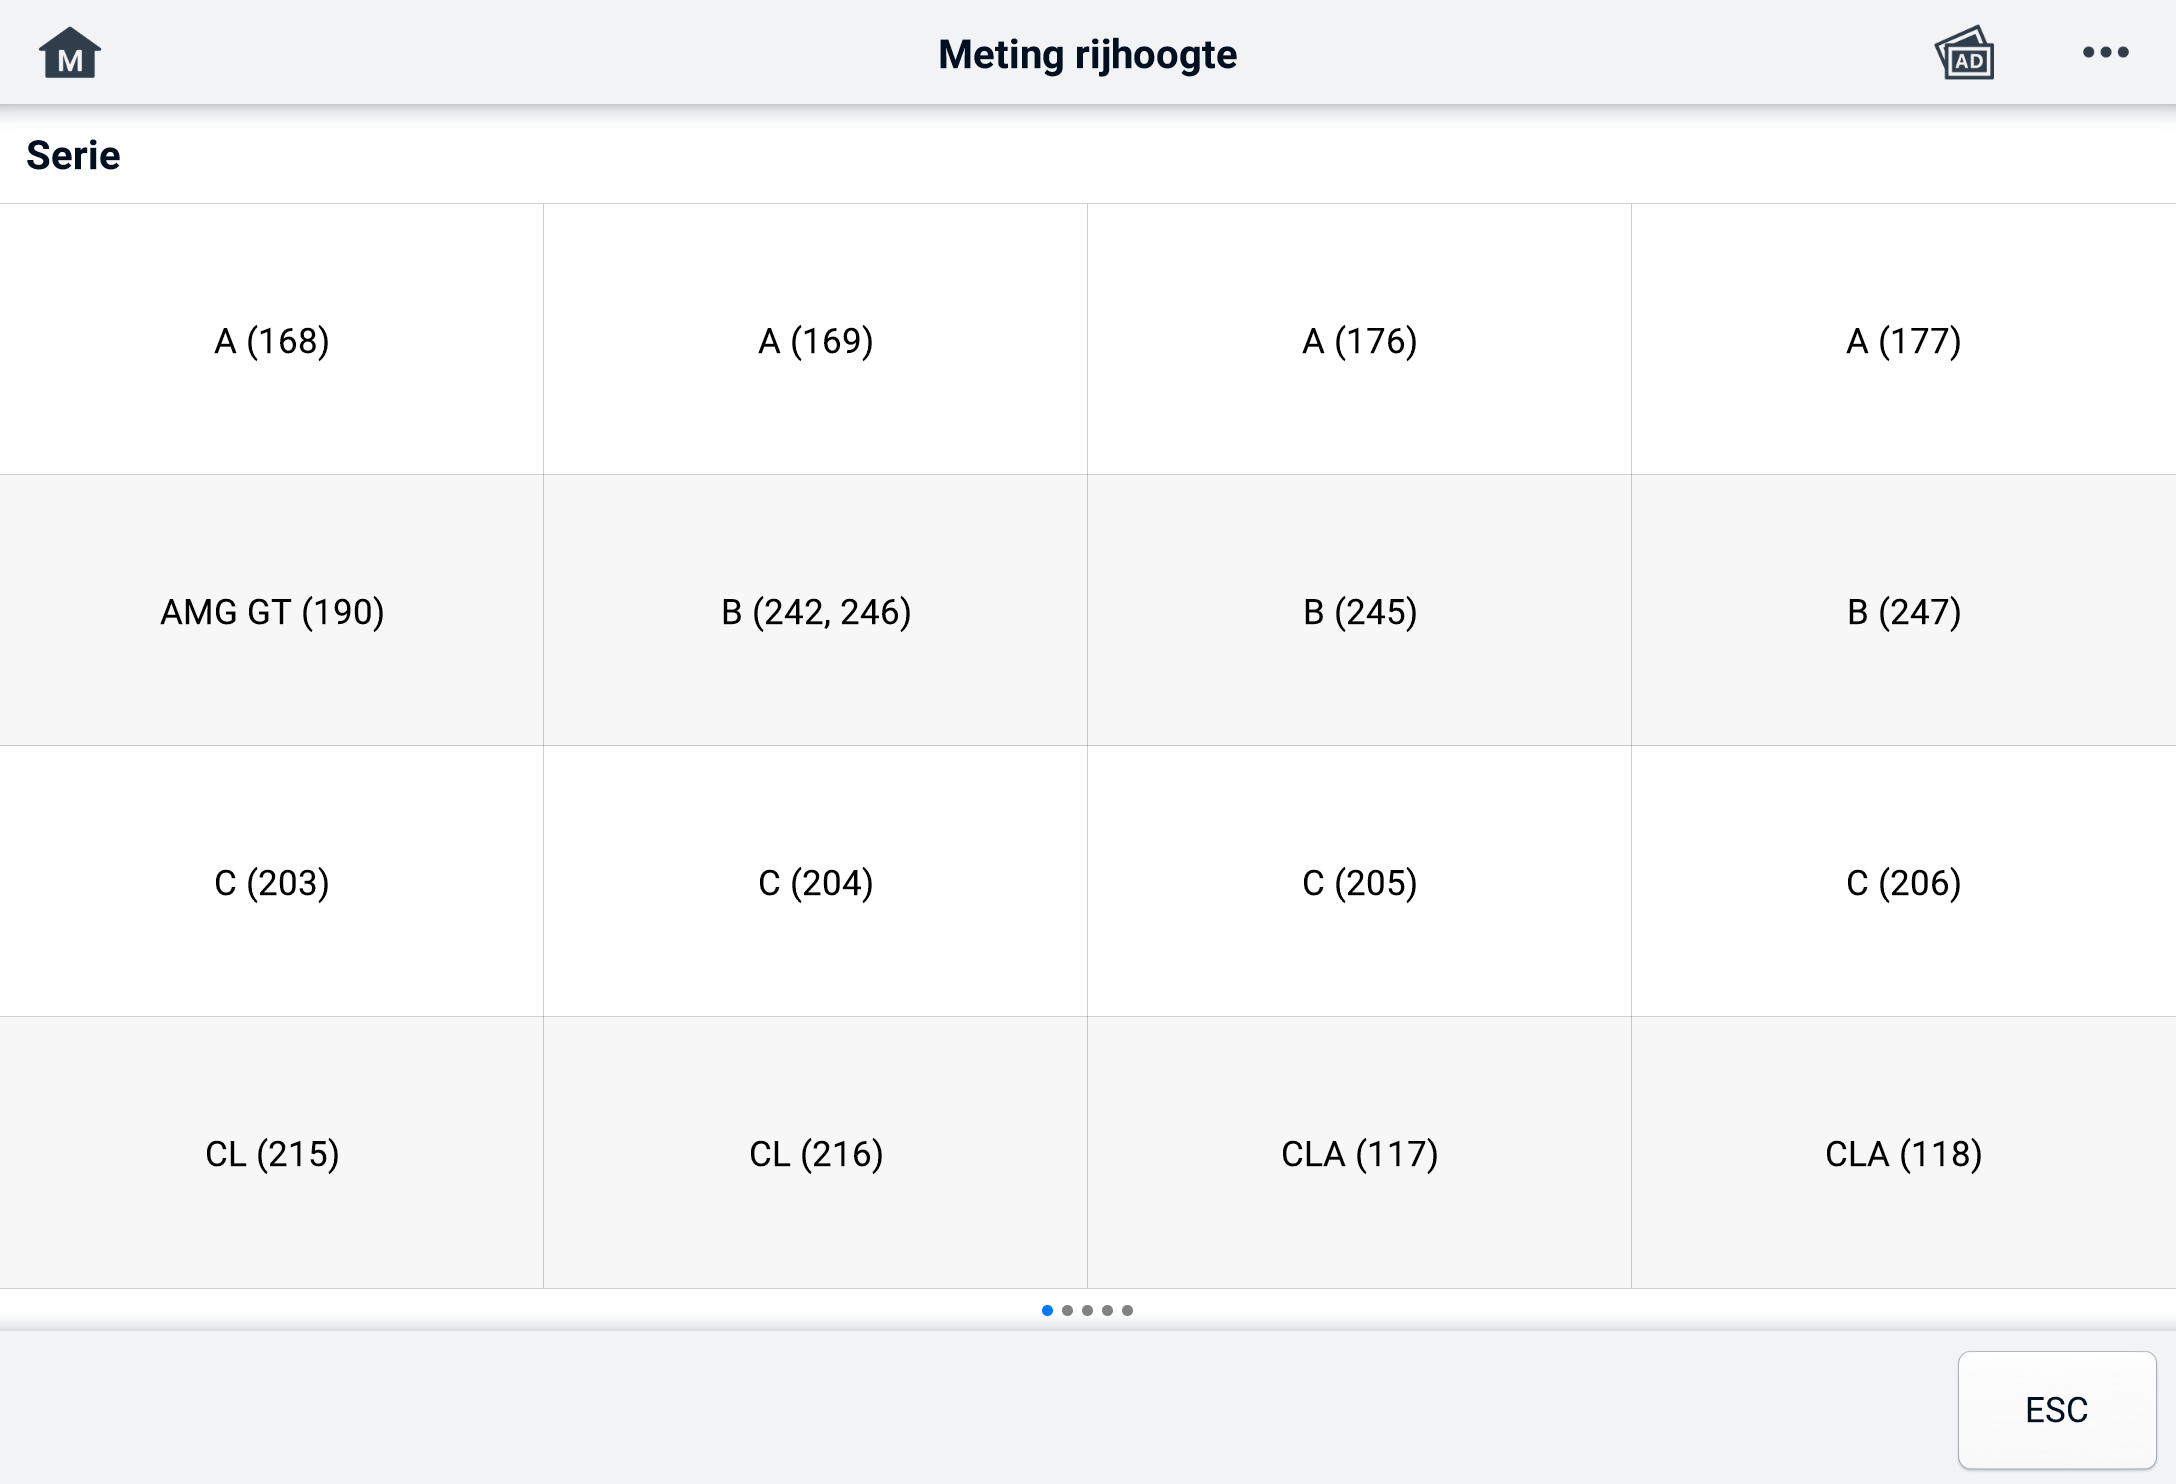 M
Meting rijhoogte
AD
Serie
A (168)
A (169)
A (176)
A (177)
AMG GT (190)
B (242, 246)
B (245)
B (247)
C (203)
C (204)
C (205)
C (206)
CL (215)
CL (216)
CLA (117)
CLA (118)
ESC